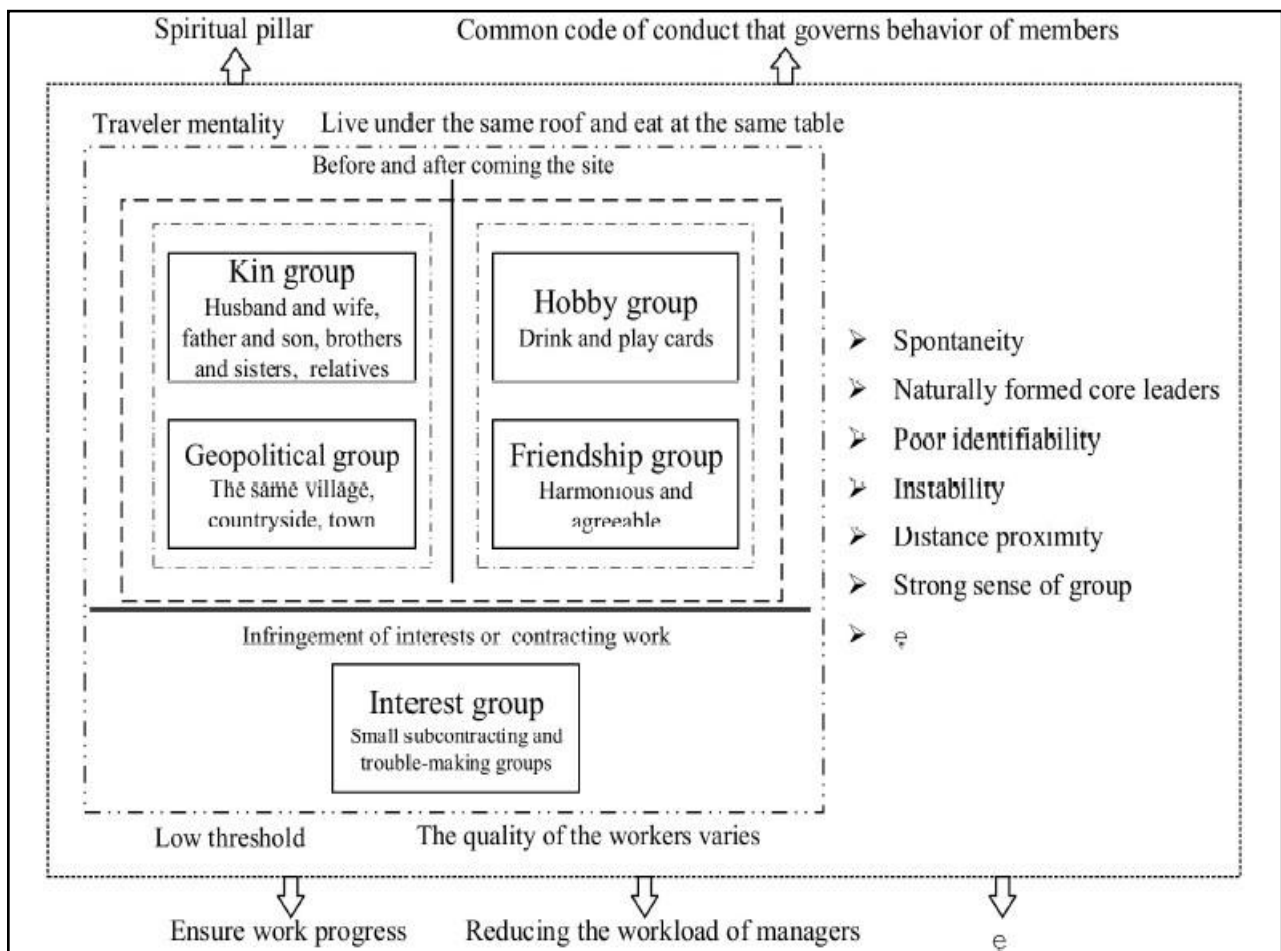 Spiritual pillar
Common code of conduct that governs behavior of members
Traveler mentality
Live under the same roof and eat at the same table
Before and after coming the site
Kin group
Husband and wife,
father and son, brothers
and sisters, relatives
Hobby group
Drink and play cards
Geopolitical group
The same village,
countryside, town
Friendship group
Harmonious and
agreeable
Infringement of interests or contracting work
Interest group
Small subcontracting and
trouble-making groups
➢ Spontaneity
➢ Naturally formed core leaders
➢ Poor identifiability
➢ Instability
➢ Distance proximity
➢ Strong sense of group
➢ e
Low threshold
The quality of the workers varies
Ensure work progress
Reducing the workload of managers
e